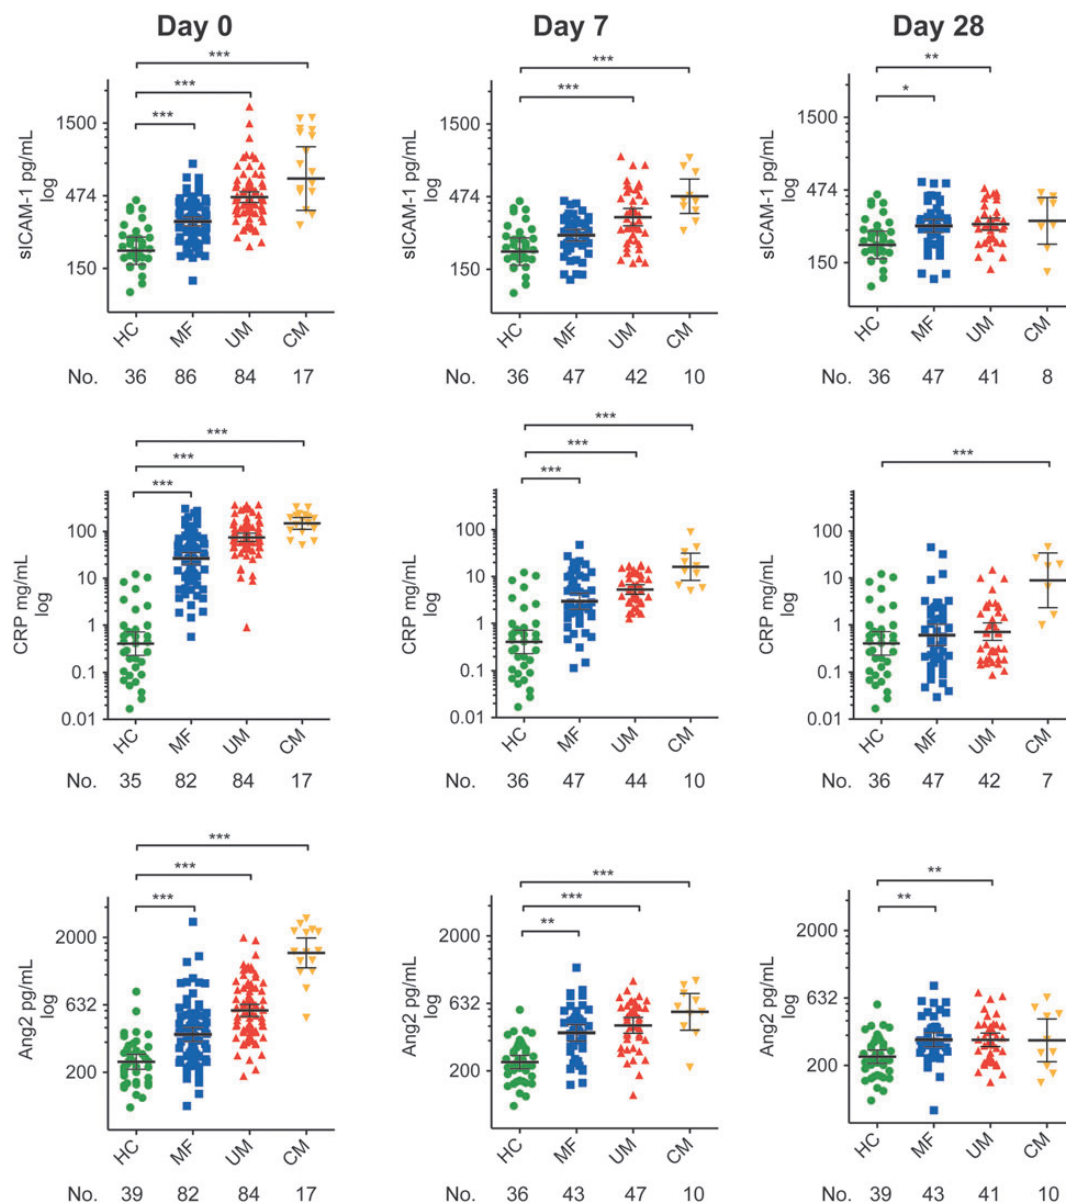 Day 0 Day 7 Day 28
*** *** **
*** *** *
***
sICAM-1 pg/mL log 1500 474 150
sICAM-1 pg/mL log 1500 474 150
sICAM-1 pg/mL log 1500 474 150
HC MF UM CM HC MF UM CM HC MF UM CM
No. 36 86 84 17 No. 36 47 42 10 No. 36 47 41 8
*** *** ***
*** ***
*** ***
CRP mg/mL log 100 10 1 0.1 0.01
CRP mg/mL log 100 10 1 0.1 0.01
CRP mg/mL log 100 10 1 0.1 0.01
HC MF UM CM HC MF UM CM HC MF UM CM
No. 35 82 84 17 No. 36 47 44 10 No. 36 47 42 7
*** *** **
*** *** **
*** **
Ang2 pg/mL log 2000 632 200
Ang2 pg/mL log 2000 632 200
Ang2 pg/mL log 2000 632 200
HC MF UM CM HC MF UM CM HC MF UM CM
No. 39 82 84 17 No. 36 43 47 10 No. 39 43 41 10